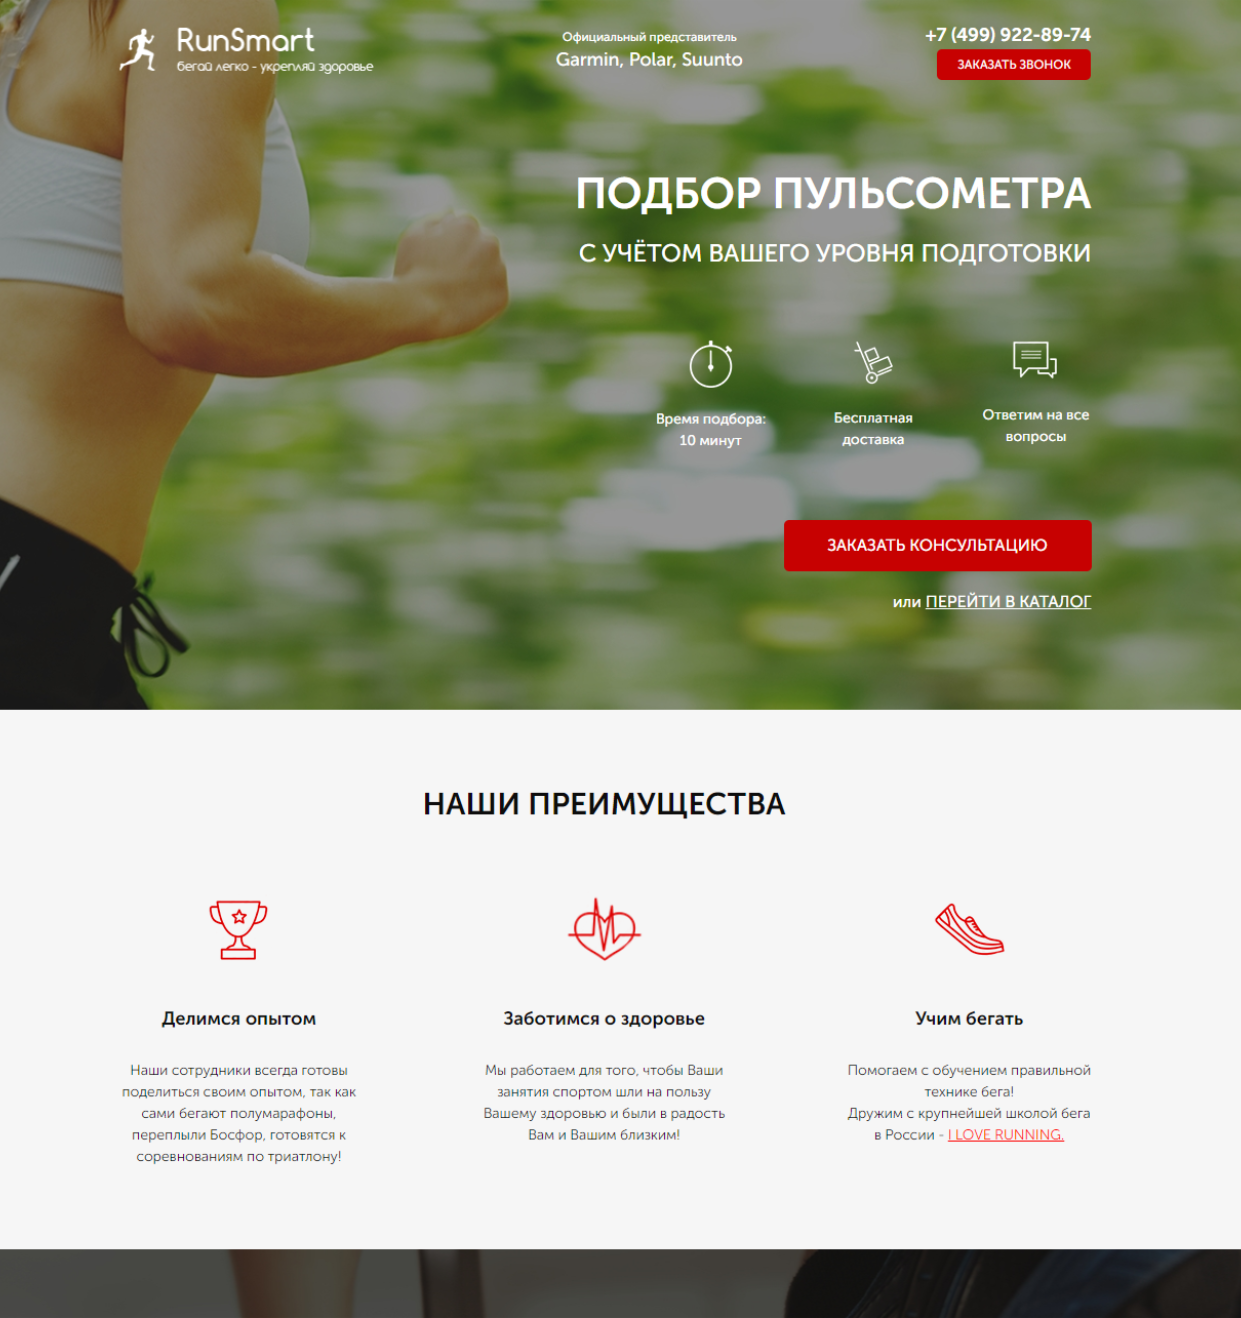 RunSmart
бегай легко - укрепляй здоровье
Официальный представитель
Garmin, Polar, Suunto
+7 (499) 922-89-74
ЗАКАЗАТЬ ЗВОНОК
ПОДБОР ПУЛЬСОМЕТРА
С УЧЁТОМ ВАШЕГО УРОВНЯ ПОДГОТОВКИ
Время подбора:
10 минут
Бесплатная
доставка
Ответим на все
вопросы
ЗАКАЗАТЬ КОНСУЛЬТАЦИЮ
или ПЕРЕЙТИ В КАТАЛОГ
НАШИ ПРЕИМУЩЕСТВА
Делимся опытом
Наши сотрудники всегда готовы
поделиться своим опытом, так как
сами бегают полумарафоны,
переплыли Босфор, готовятся к
соревнованиям по триатлону!
Заботимся о здоровье
Мы работаем для того, чтобы Ваши
занятия спортом шли на пользу
Вашему здоровью и были в радость
Вам и Вашим близким!
Учим бегать
Помогаем с обучением правильной
технике бега!
Дружим с крупнейшей школой бега
в России - I LOVE RUNNING.